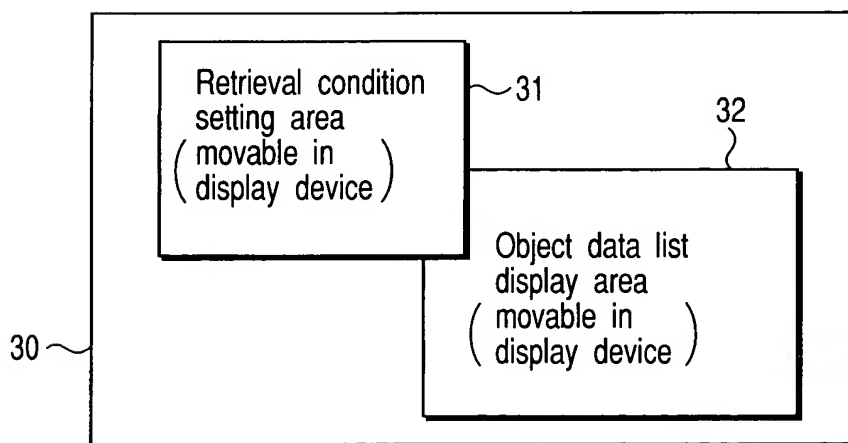 Retrieval condition
setting area
(movable in
display device)
31
32
Object data list
display area
(movable in
display device)
30